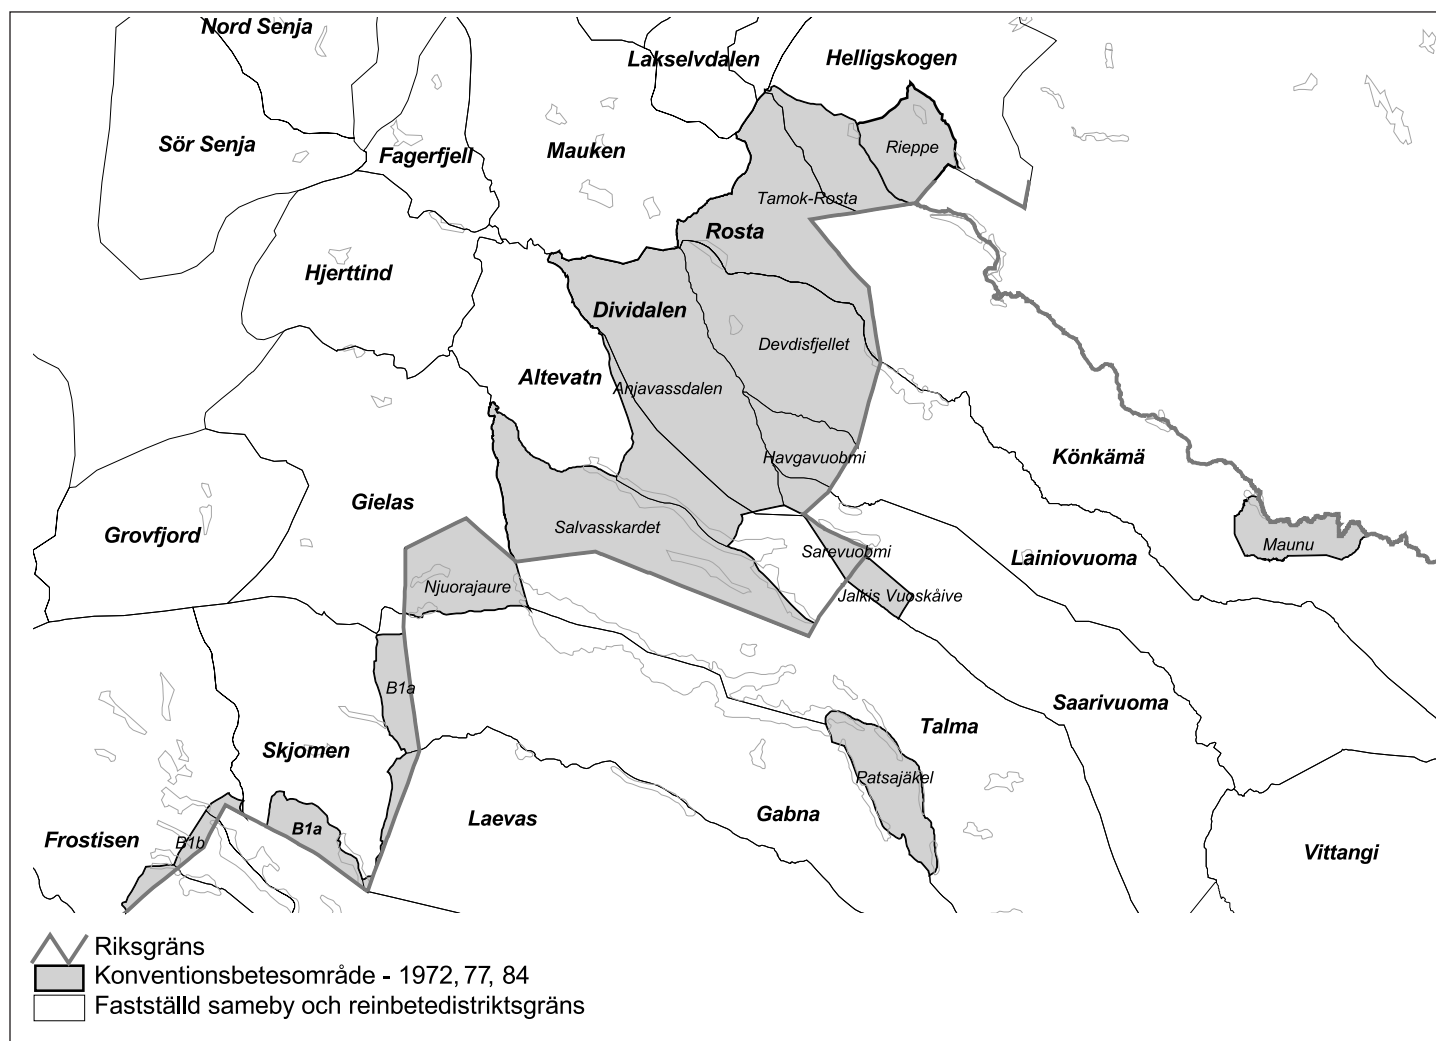 Nord Senja
Lakselvdalen
Helligskogen
Sör Senja
Fagerfjell
Mauken
Rieppe
Tamok-Rosta
Rosta
Hjerttind
Dividalen
Devdisfjellet
Altevatn
Anjavassdalen
Havgavuobmi
Könkämä
Gielas
Grovfjord
Salvasskardet
Sarevuobmi
Lainiovuoma
Maunu
Njuorajaure
Jalkis Vuoskåive
B1a
Saarivuoma
Talma
Skjomen
Patsajäkel
Gabna
Laevas
B1a
B1b
Frostisen
Vittangi
Riksgräns
Konventionsbetesområde - 1972, 77, 84
Fastställd sameby och reinbetedistriktsgräns